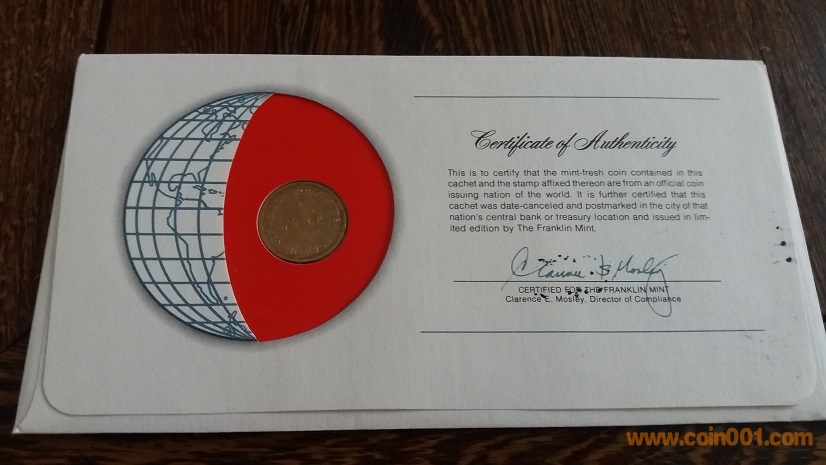 Certificate of Authenticity
This is to certify that the mint-fresh coin contained in this
cachet and the stamp affixed thereon are from an official coin
issuing nation of the world. It is further certified that this
cachet was date-canceled and postmarked in the city of that
nation's central bank or treasury location and issued in lim-
ited edition by The Franklin Mint.
CERTIFIED FOR THE FRANKLIN MINT
Clarence E. Mosley, Director of Compliance
www.coin001.com